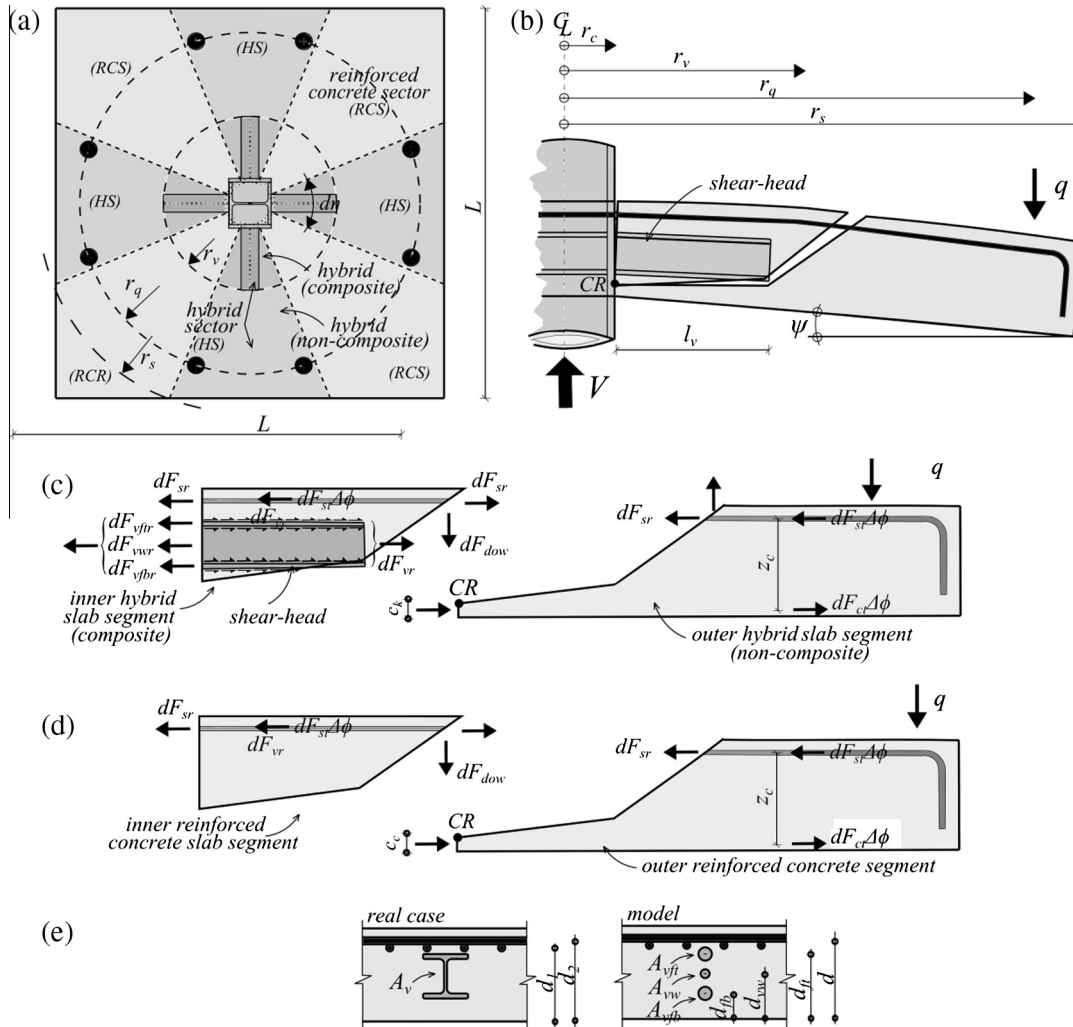 (a)
(HS)
(RCS)
reinforced
concrete sector
(RCS)
(HS)
(HS)
dη
L
r_v
hybrid
(composite)
r_q
hybrid
sector
(HS)
hybrid
(non-composite)
r_s
(RCR)
(RCS)
L
(b)
℄
r_c
r_v
r_q
r_s
shear-head
q
CR
l_v
ψ
V
(c)
dF_sr
dF_stΔϕ
dF_sr
dF_vftr
dF_v
dF_vwr
dF_vr
dF_dow
dF_vfbr
inner hybrid
slab segment
(composite)
shear-head
q
dF_sr
dF_stΔϕ
z_c
CR
c_k
dF_ctΔϕ
outer hybrid slab segment
(non-composite)
(d)
dF_sr
dF_stΔϕ
dF_vr
dF_dow
inner reinforced
concrete slab segment
q
dF_sr
dF_stΔϕ
z_c
CR
c_c
dF_ctΔϕ
outer reinforced concrete segment
(e)
real case
A_v
d_1
d_2
model
A_vft
A_vw
A_vfb
d_fb
d_vw
d_ft
d